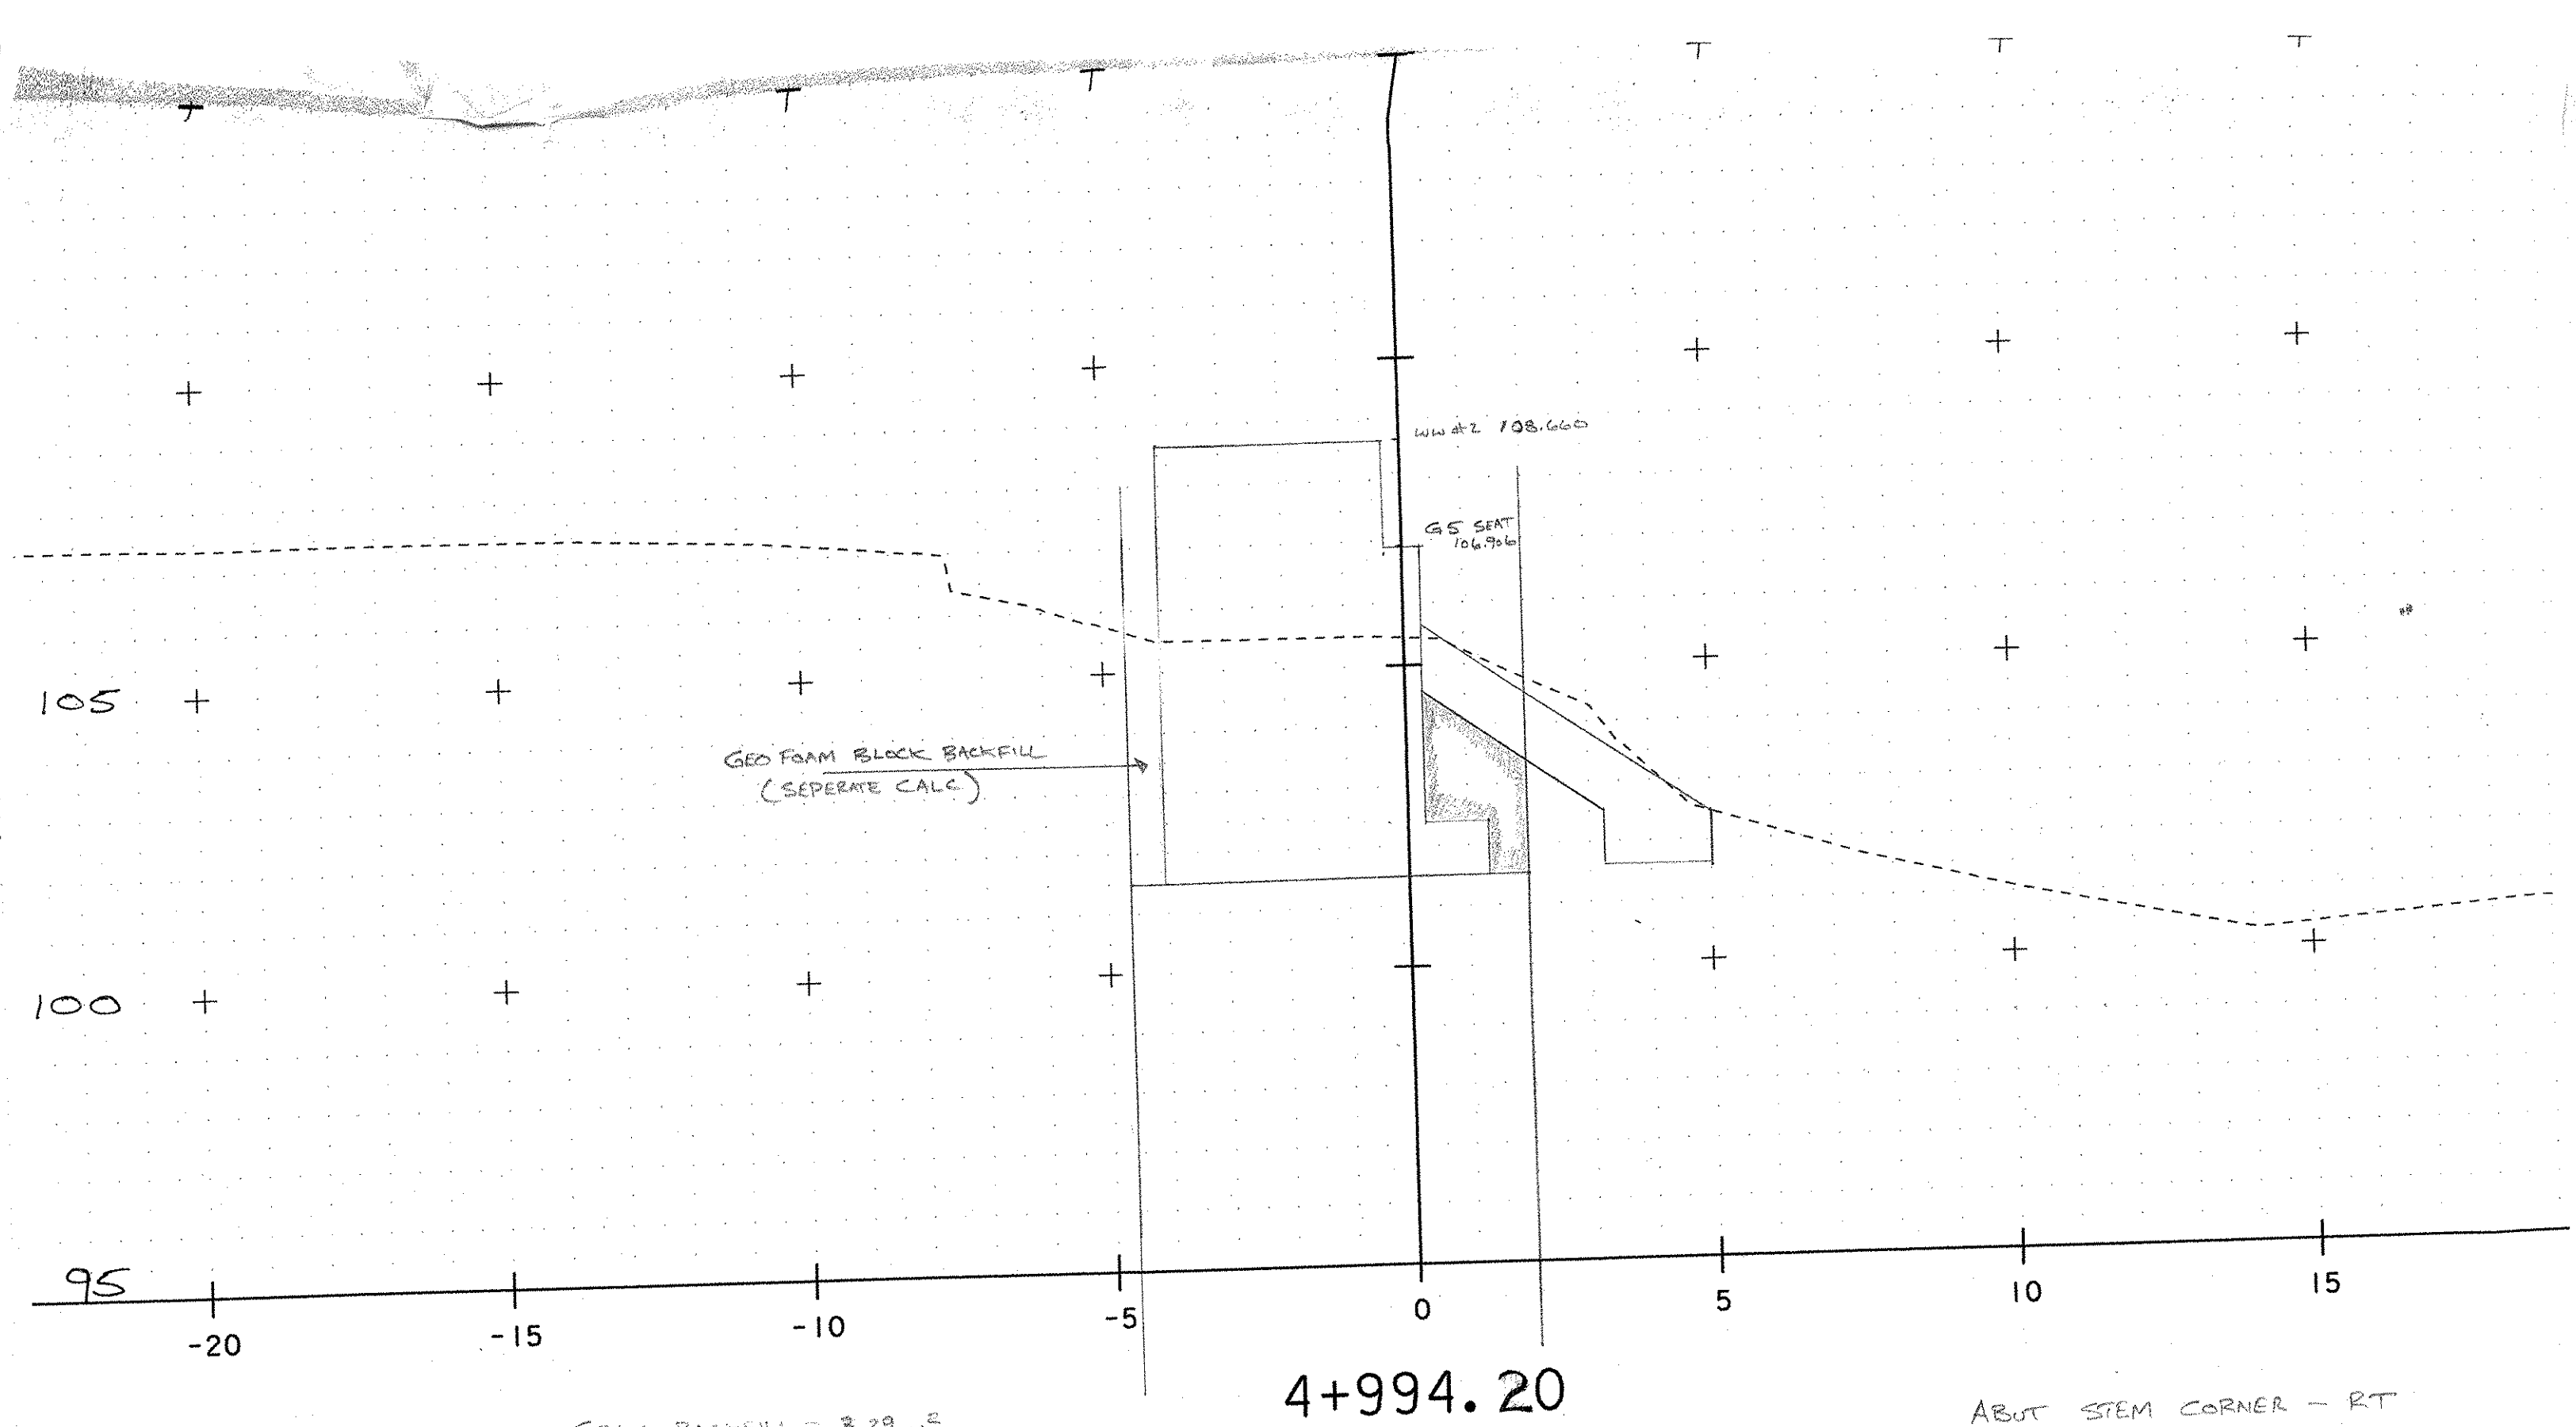 WW #2 108.660
G5 SEAT
106.906
105
GEO FOAM BLOCK BACKFILL
(SEPERATE CALC)
100
95
-20 -15 -10 -5 0 5 10 15
4+994.20
ABUT STEM CORNER - RT